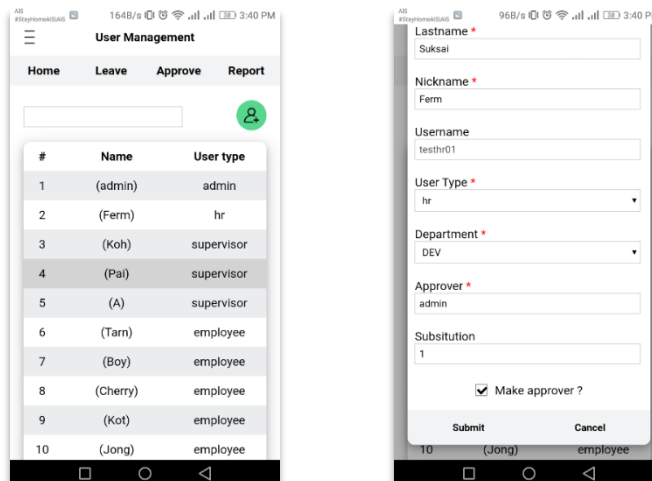 AIS
#StayHomeAIS|AIS 164B/s 38 3:40 PM
User Management
Home Leave Approve Report
# Name User type
1 (admin) admin
2 (Ferm) hr
3 (Koh) supervisor
4 (Pai) supervisor
5 (A) supervisor
6 (Tarn) employee
7 (Boy) employee
8 (Cherry) employee
9 (Kot) employee
10 (Jong) employee
AIS
#StayHomeAIS|AIS 96B/s 38 3:40 P
Lastname *
Suksai
Nickname *
Ferm
Username
testhr01
User Type *
hr
Department *
DEV
Approver *
admin
Subsitution
1
Make approver ?
Submit Cancel
10 (Jong) employee